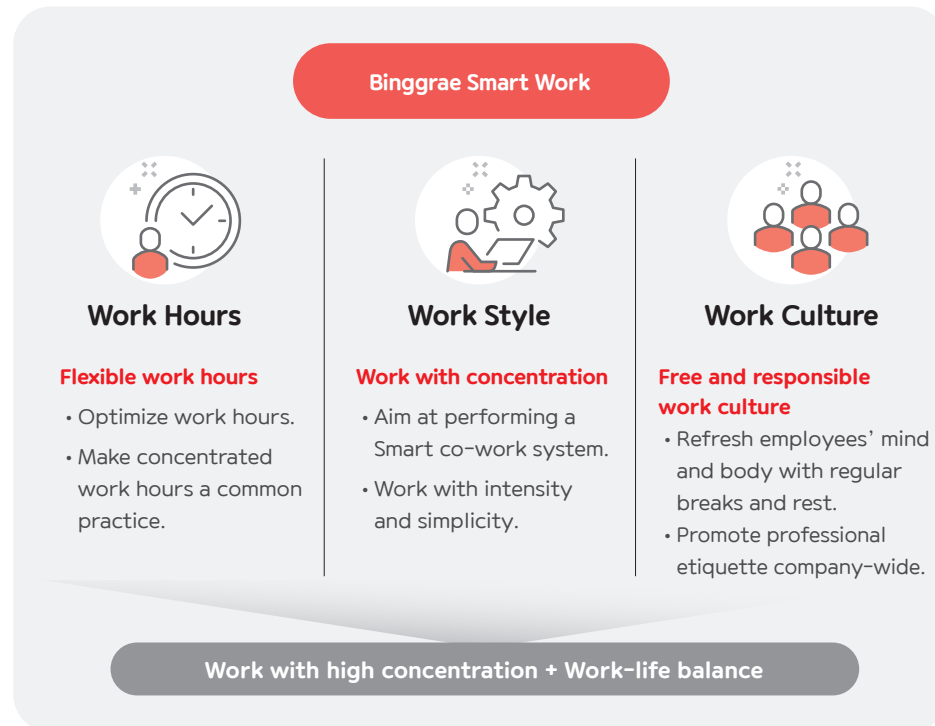 Binggrae Smart Work
Work Hours
Flexible work hours
• Optimize work hours.
• Make concentrated
work hours a common
practice.
Work Style
Work with concentration
• Aim at performing a
Smart co-work system.
• Work with intensity
and simplicity.
Work Culture
Free and responsible
work culture
• Refresh employees’ mind
and body with regular
breaks and rest.
• Promote professional
etiquette company-wide.
Work with high concentration + Work-life balance